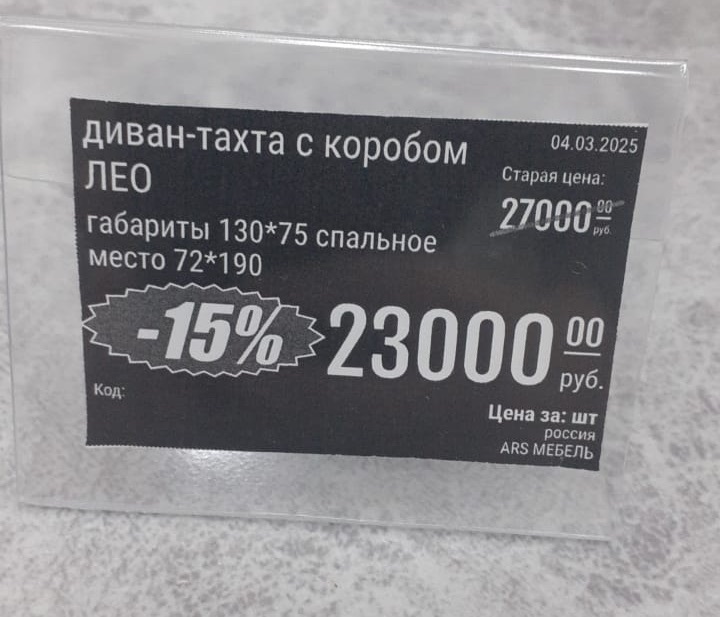 диван-тахта с коробом
ЛЕО
04.03.2025
Старая цена:
27000 00 руб.
габариты 130*75 спальное
место 72*190
-15%
23000 00 руб.
Код:
Цена за: шт
россия
ARS МЕБЕЛЬ